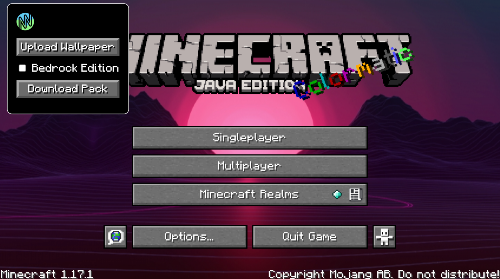 Upload Wallpaper
Bedrock Edition
Download Pack
MINECRAFT
JAVA EDITION
Colormatic
Singleplayer
Multiplayer
Minecraft Realms
Options...
Quit Game
Minecraft 1.17.1
Copyright Mojang AB. Do not distribute!